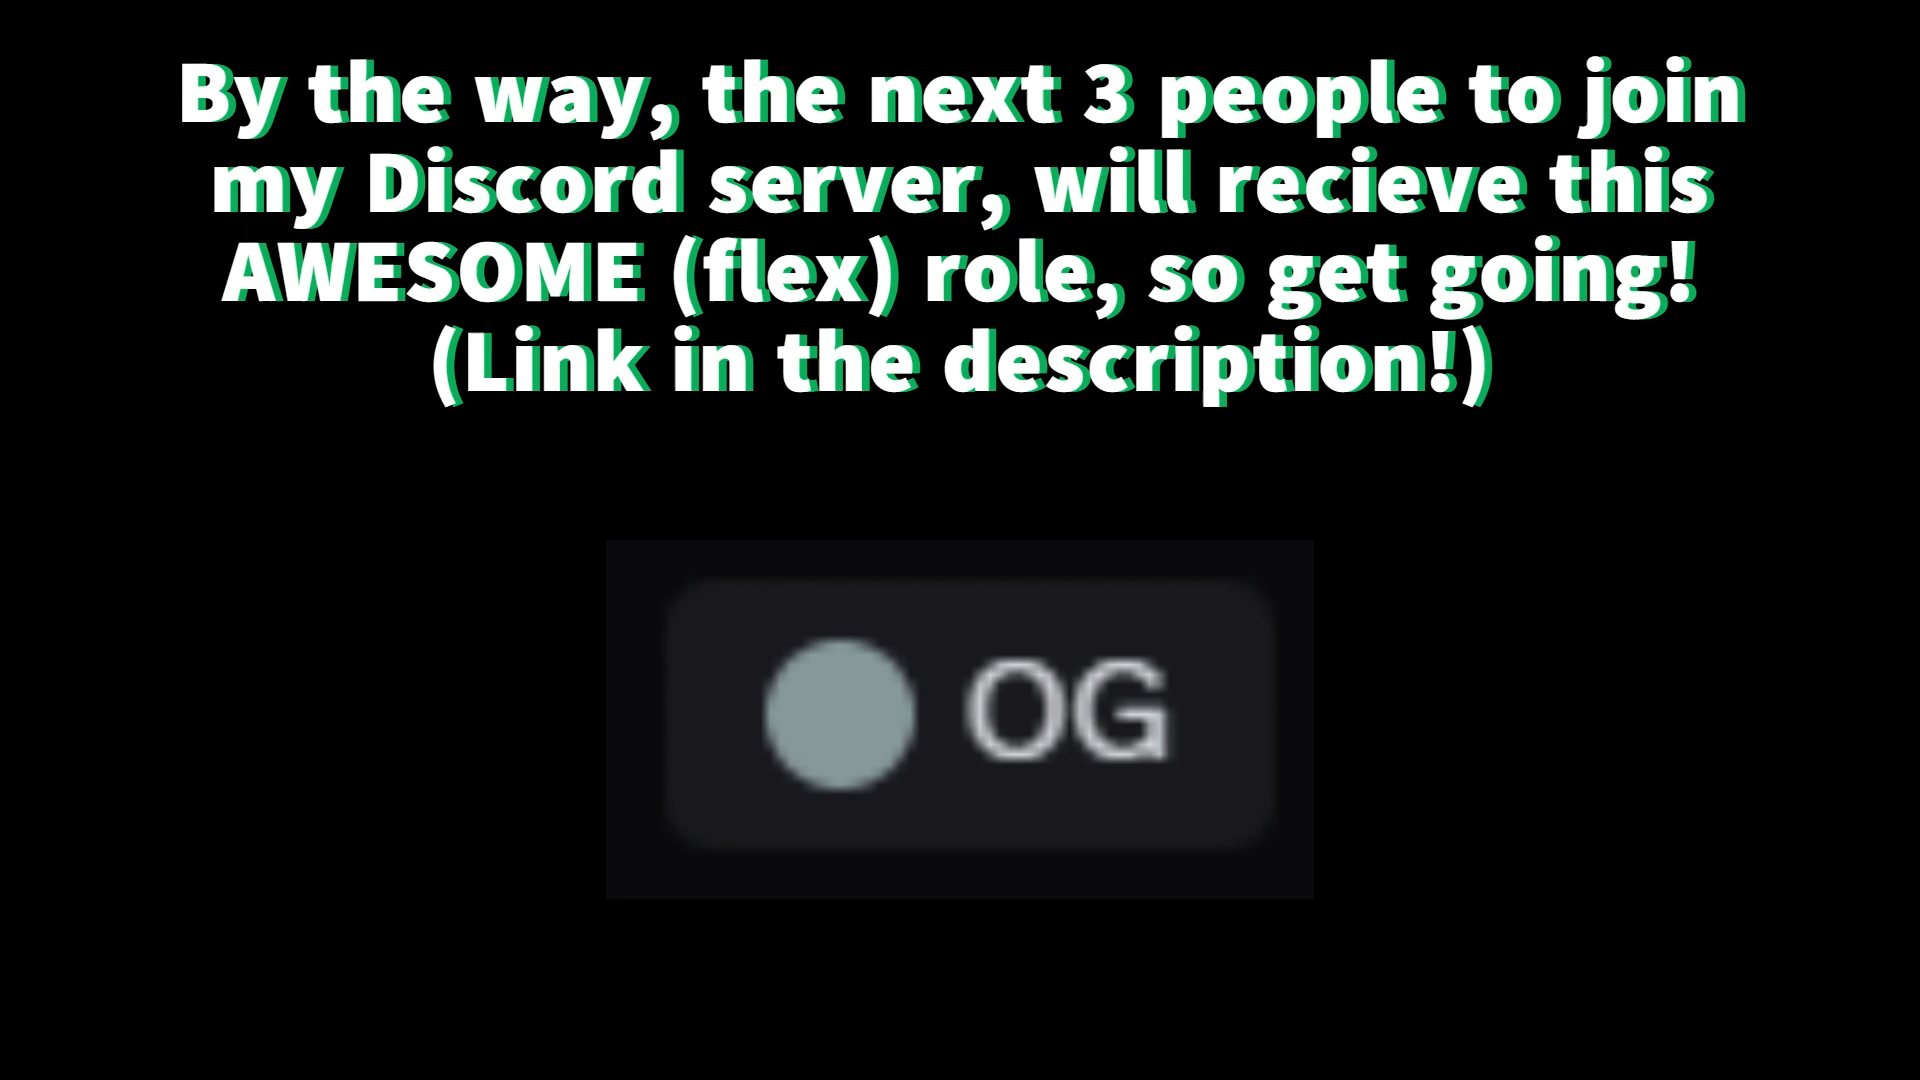 By the way, the next 3 people to join
my Discord server, will recieve this
AWESOME (flex) role, so get going!
(Link in the description!)
OG